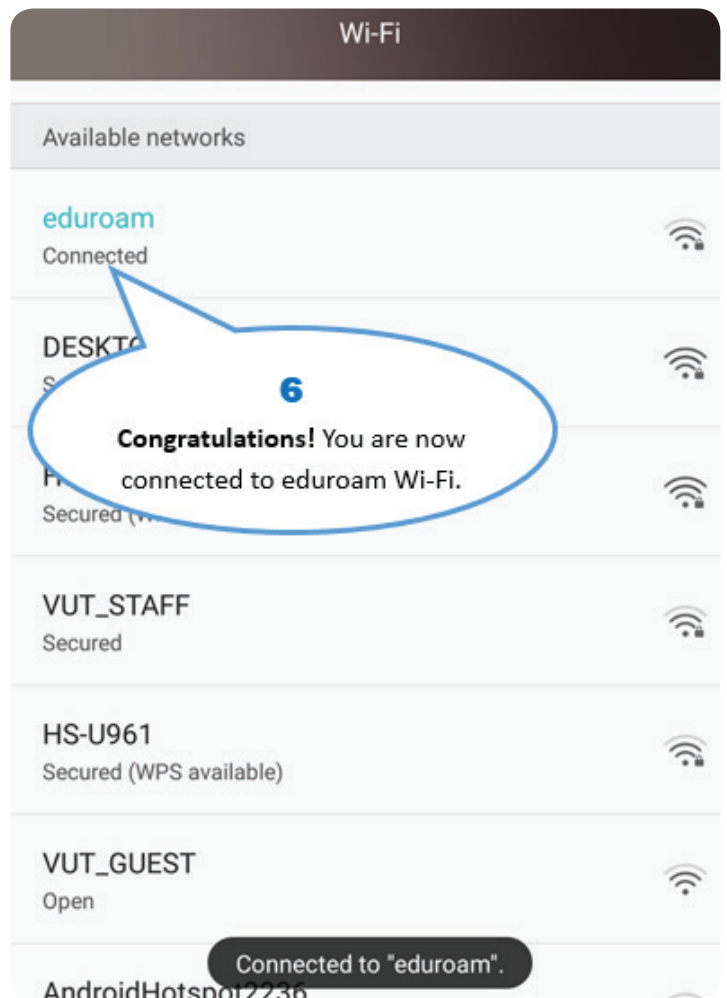 Wi-Fi
Available networks
eduroam
Connected
6
Congratulations! You are now
connected to eduroam Wi-Fi.
VUT_STAFF
Secured
HS-U961
Secured (WPS available)
VUT_GUEST
Open
Connected to "eduroam".
AndroidHotspot2236